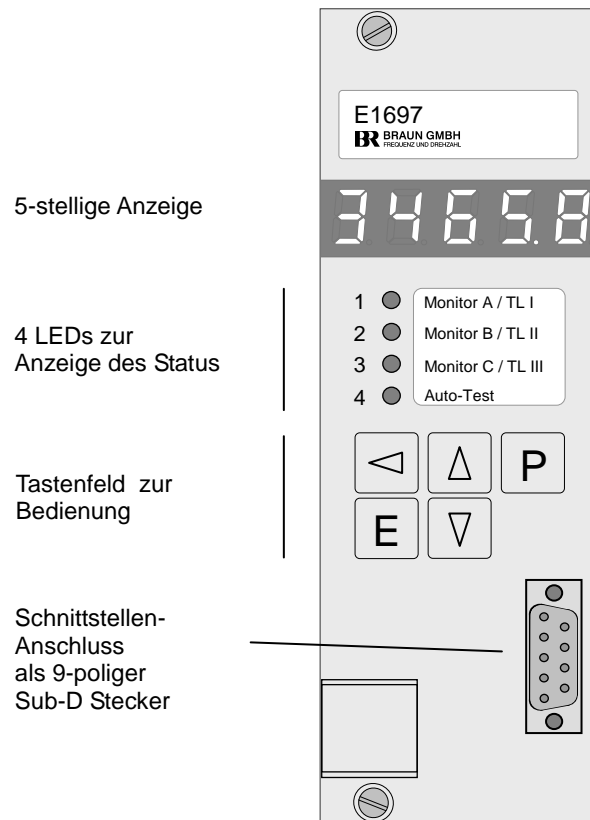 E1697
BR BRAUN GMBH
FREQUENZ UND DREHZAHL
5-stellige Anzeige
3465.8
4 LEDs zur
Anzeige des Status
1 Monitor A / TL I
2 Monitor B / TL II
3 Monitor C / TL III
4 Auto-Test
Tastenfeld zur
Bedienung
P
E
Schnittstellen-
Anschluss
als 9-poliger
Sub-D Stecker